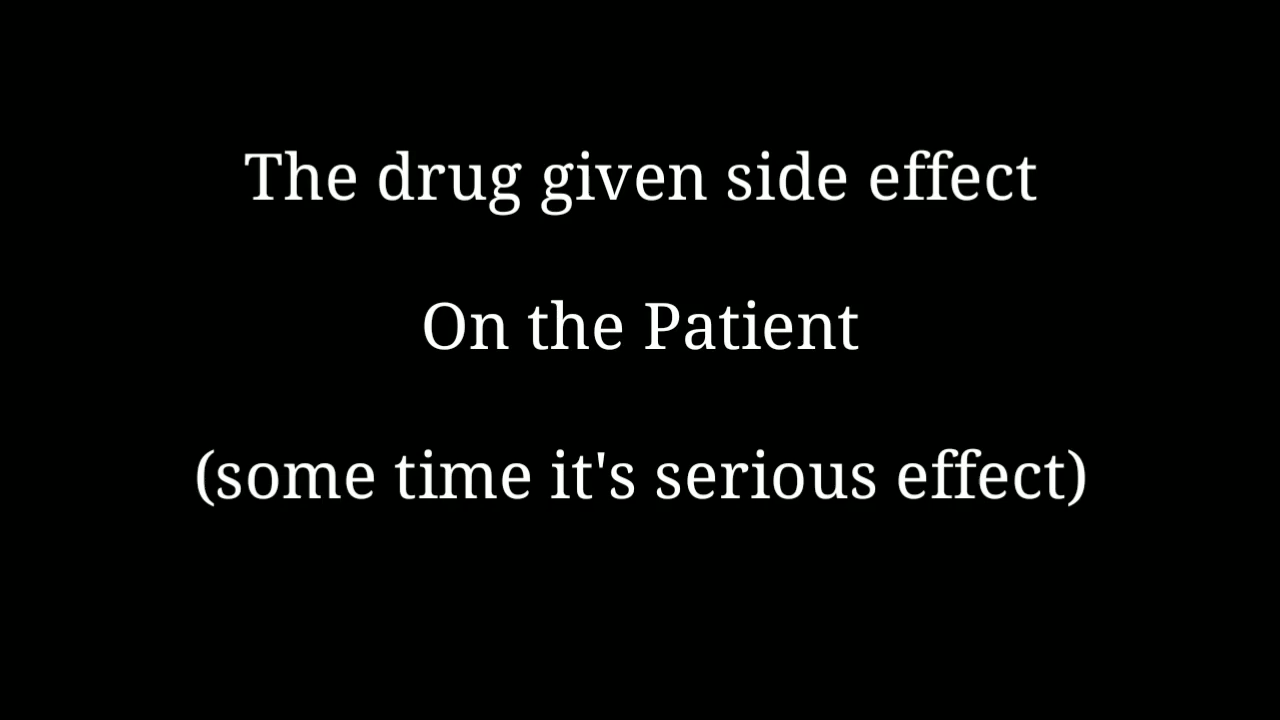 The drug given side effect
On the Patient
(some time it's serious effect)